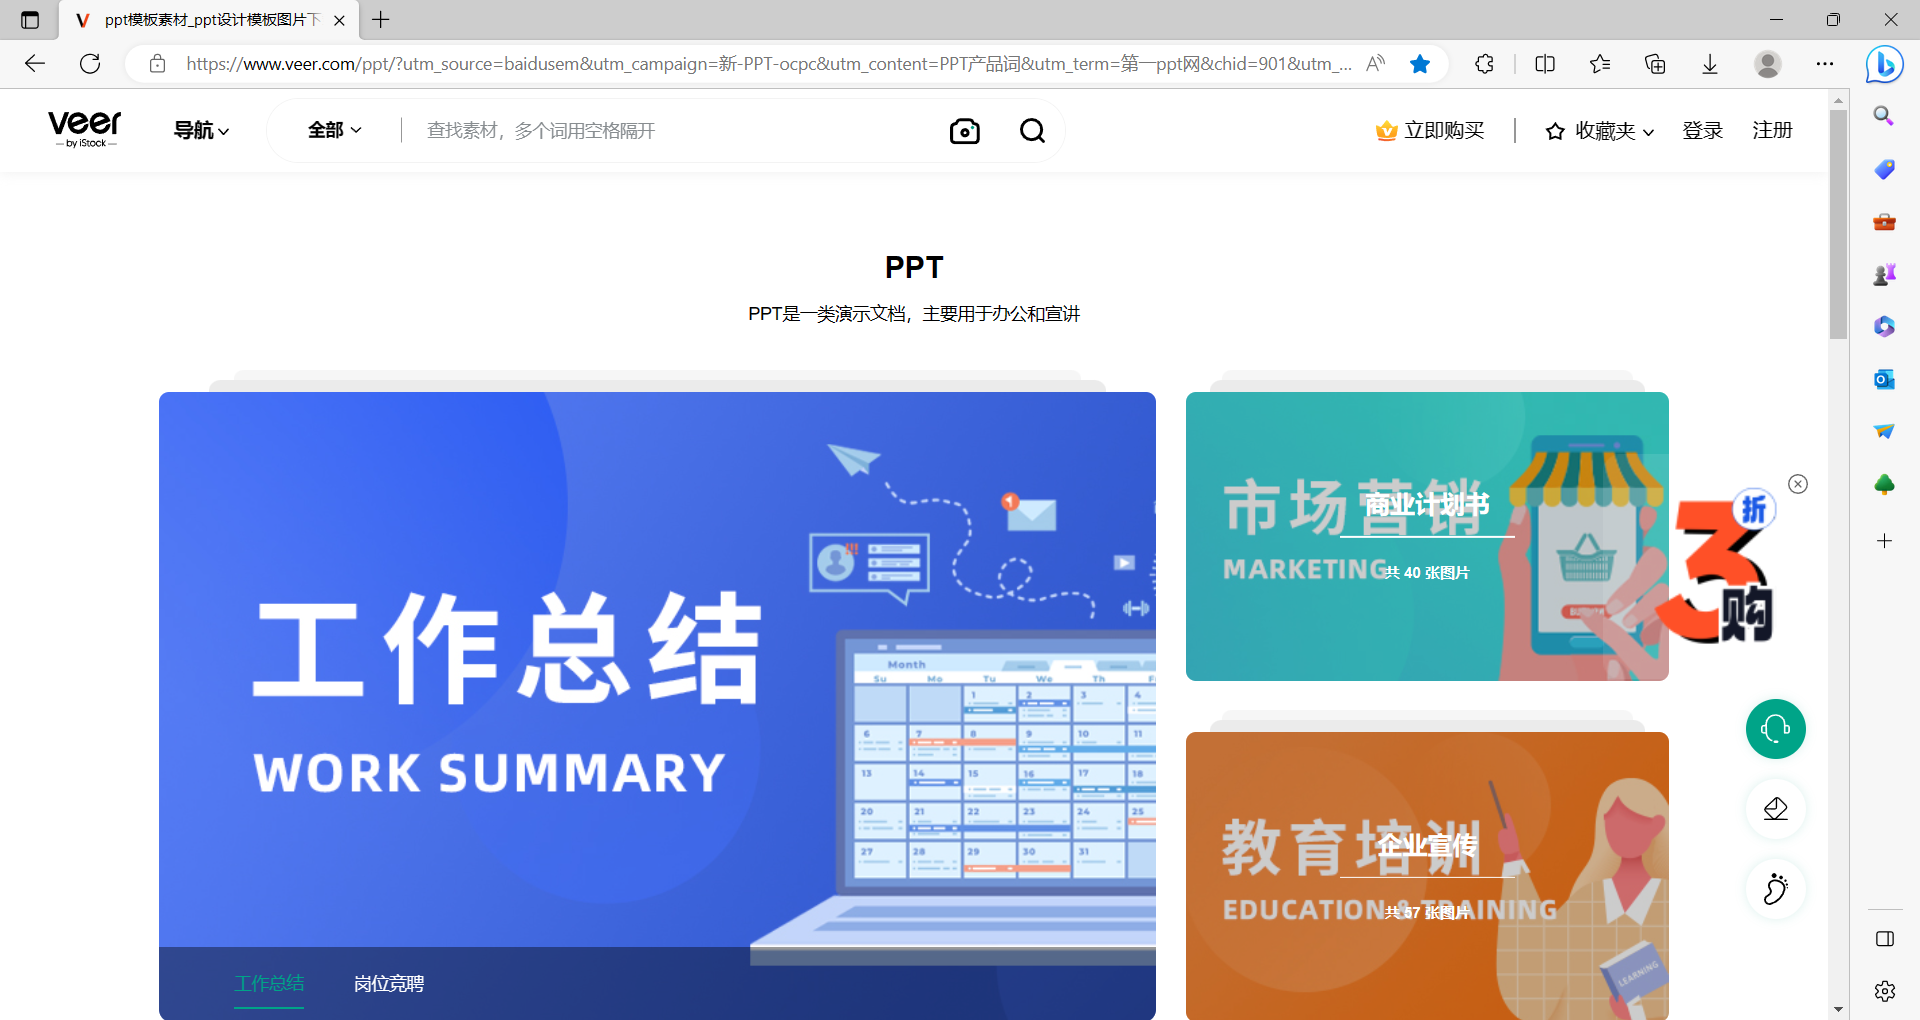 ppt模板素材_ppt设计模板图片下
https://www.veer.com/ppt/?utm_source=baidusem&utm_campaign=新-PPT-ocpc&utm_content=PPT产品词&utm_term=第一ppt网&chid=901&utm_...
veer
by iStock
导航
全部
查找素材，多个词用空格隔开
立即购买
收藏夹
登录
注册
PPT
PPT是一类演示文档，主要用于办公和宣讲
工作总结
WORK SUMMARY
Month
Su Mo Tu We Th
1 2 3 4
6 7 8 9 10 11
13 14 15 16 17 18
20 21 22 23 24 25
27 28 29 30 31
工作总结
岗位竞聘
市场营销
商业计划书
MARKETING
共 40 张图片
教育培训
企业宣传
EDUCATION & TRAINING
共 57 张图片
LEARNING
3
折
购